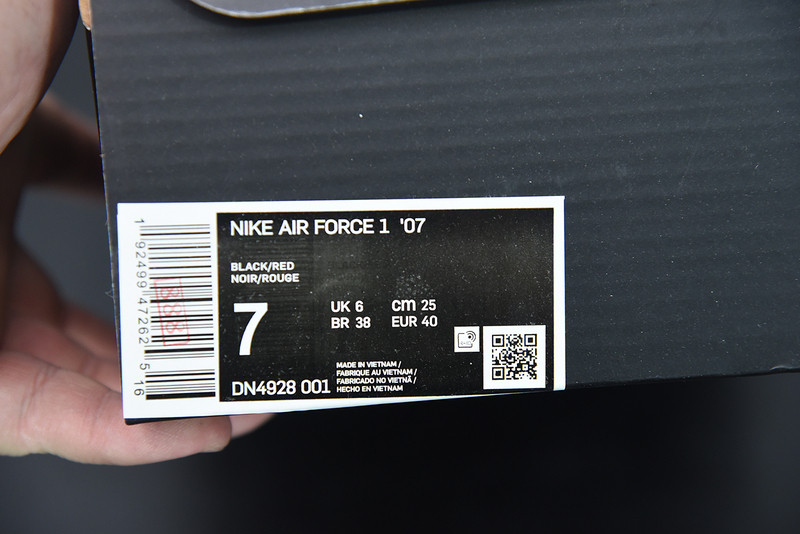 NIKE AIR FORCE 1 '07
BLACK/RED
NOIR/ROUGE
7
UK 6 cm 25
BR 38 EUR 40
DN4928 001
MADE IN VIETNAM /
FABRIQUE AU VIETNAM /
FABRICADO NO VIETNÃ /
HECHO EN VIETNAM
1 92499 47262 5 16